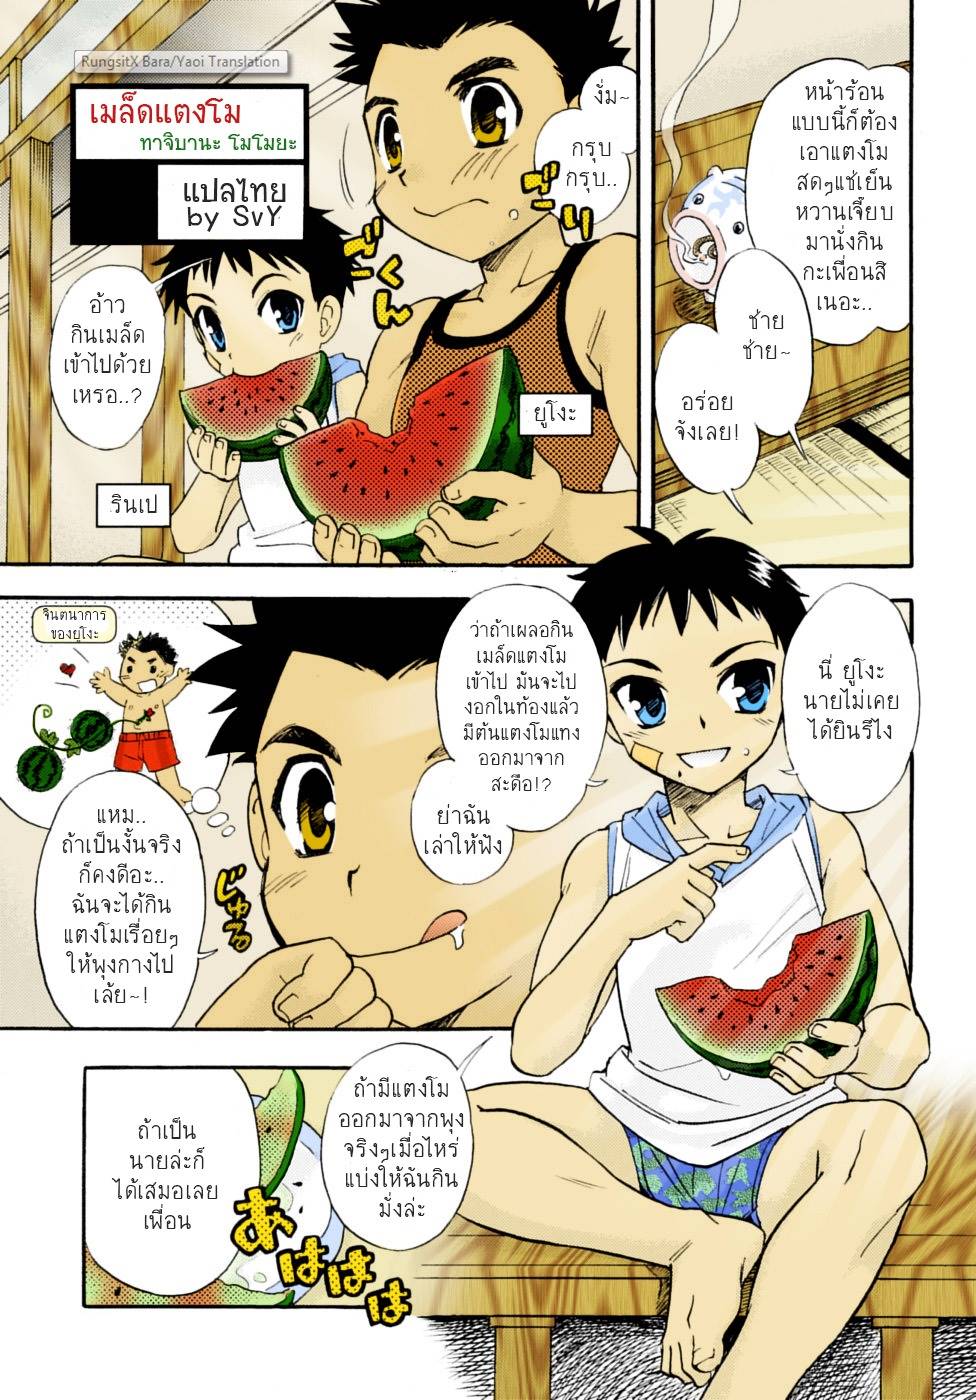 RungsitX Bara/Yaoi Translation
เมล็ดแตงโม
ทาจิบานะ โมโมยะ
แปลไทย
by SvY
หน้าร้อน
แบบนี้ก็ต้อง
เอาแตงโม
สดๆแช่เย็น
หวานเจี๊ยบ
มานั่งกิน
กะเพื่อนสิ
เนอะ..
ช่าย
ช่าย~
อร่อย
จังเลย!
งั่ม~
กรุบ
กรุบ..
ごりっ
ごくん
ยูโงะ
อ้าว
กินเมล็ด
เข้าไปด้วย
เหรอ..?
รินเป
นี่ ยูโงะ
นายไม่เคย
ได้ยินรึไง
ว่าถ้าเผลอกิน
เมล็ดแตงโม
เข้าไป มันจะไป
งอกในท้องแล้ว
มีต้นแตงโมแทง
ออกมาจาก
สะดือ!?
ย่าฉัน
เล่าให้ฟัง
จินตนาการ
ของยูโงะ
แหม..
ถ้าเป็นงั้นจริง
ก็คงดีอะ..
ฉันจะได้กิน
แตงโมเรื่อยๆ
ให้พุงกางไป
เล้ย~!
じゅる
ถ้ามีแตงโม
ออกมาจากพุง
จริงๆเมื่อไหร่
แบ่งให้ฉันกิน
มั่งล่ะ
ถ้าเป็น
นายล่ะก็
ได้เสมอเลย
เพื่อน
あはははは